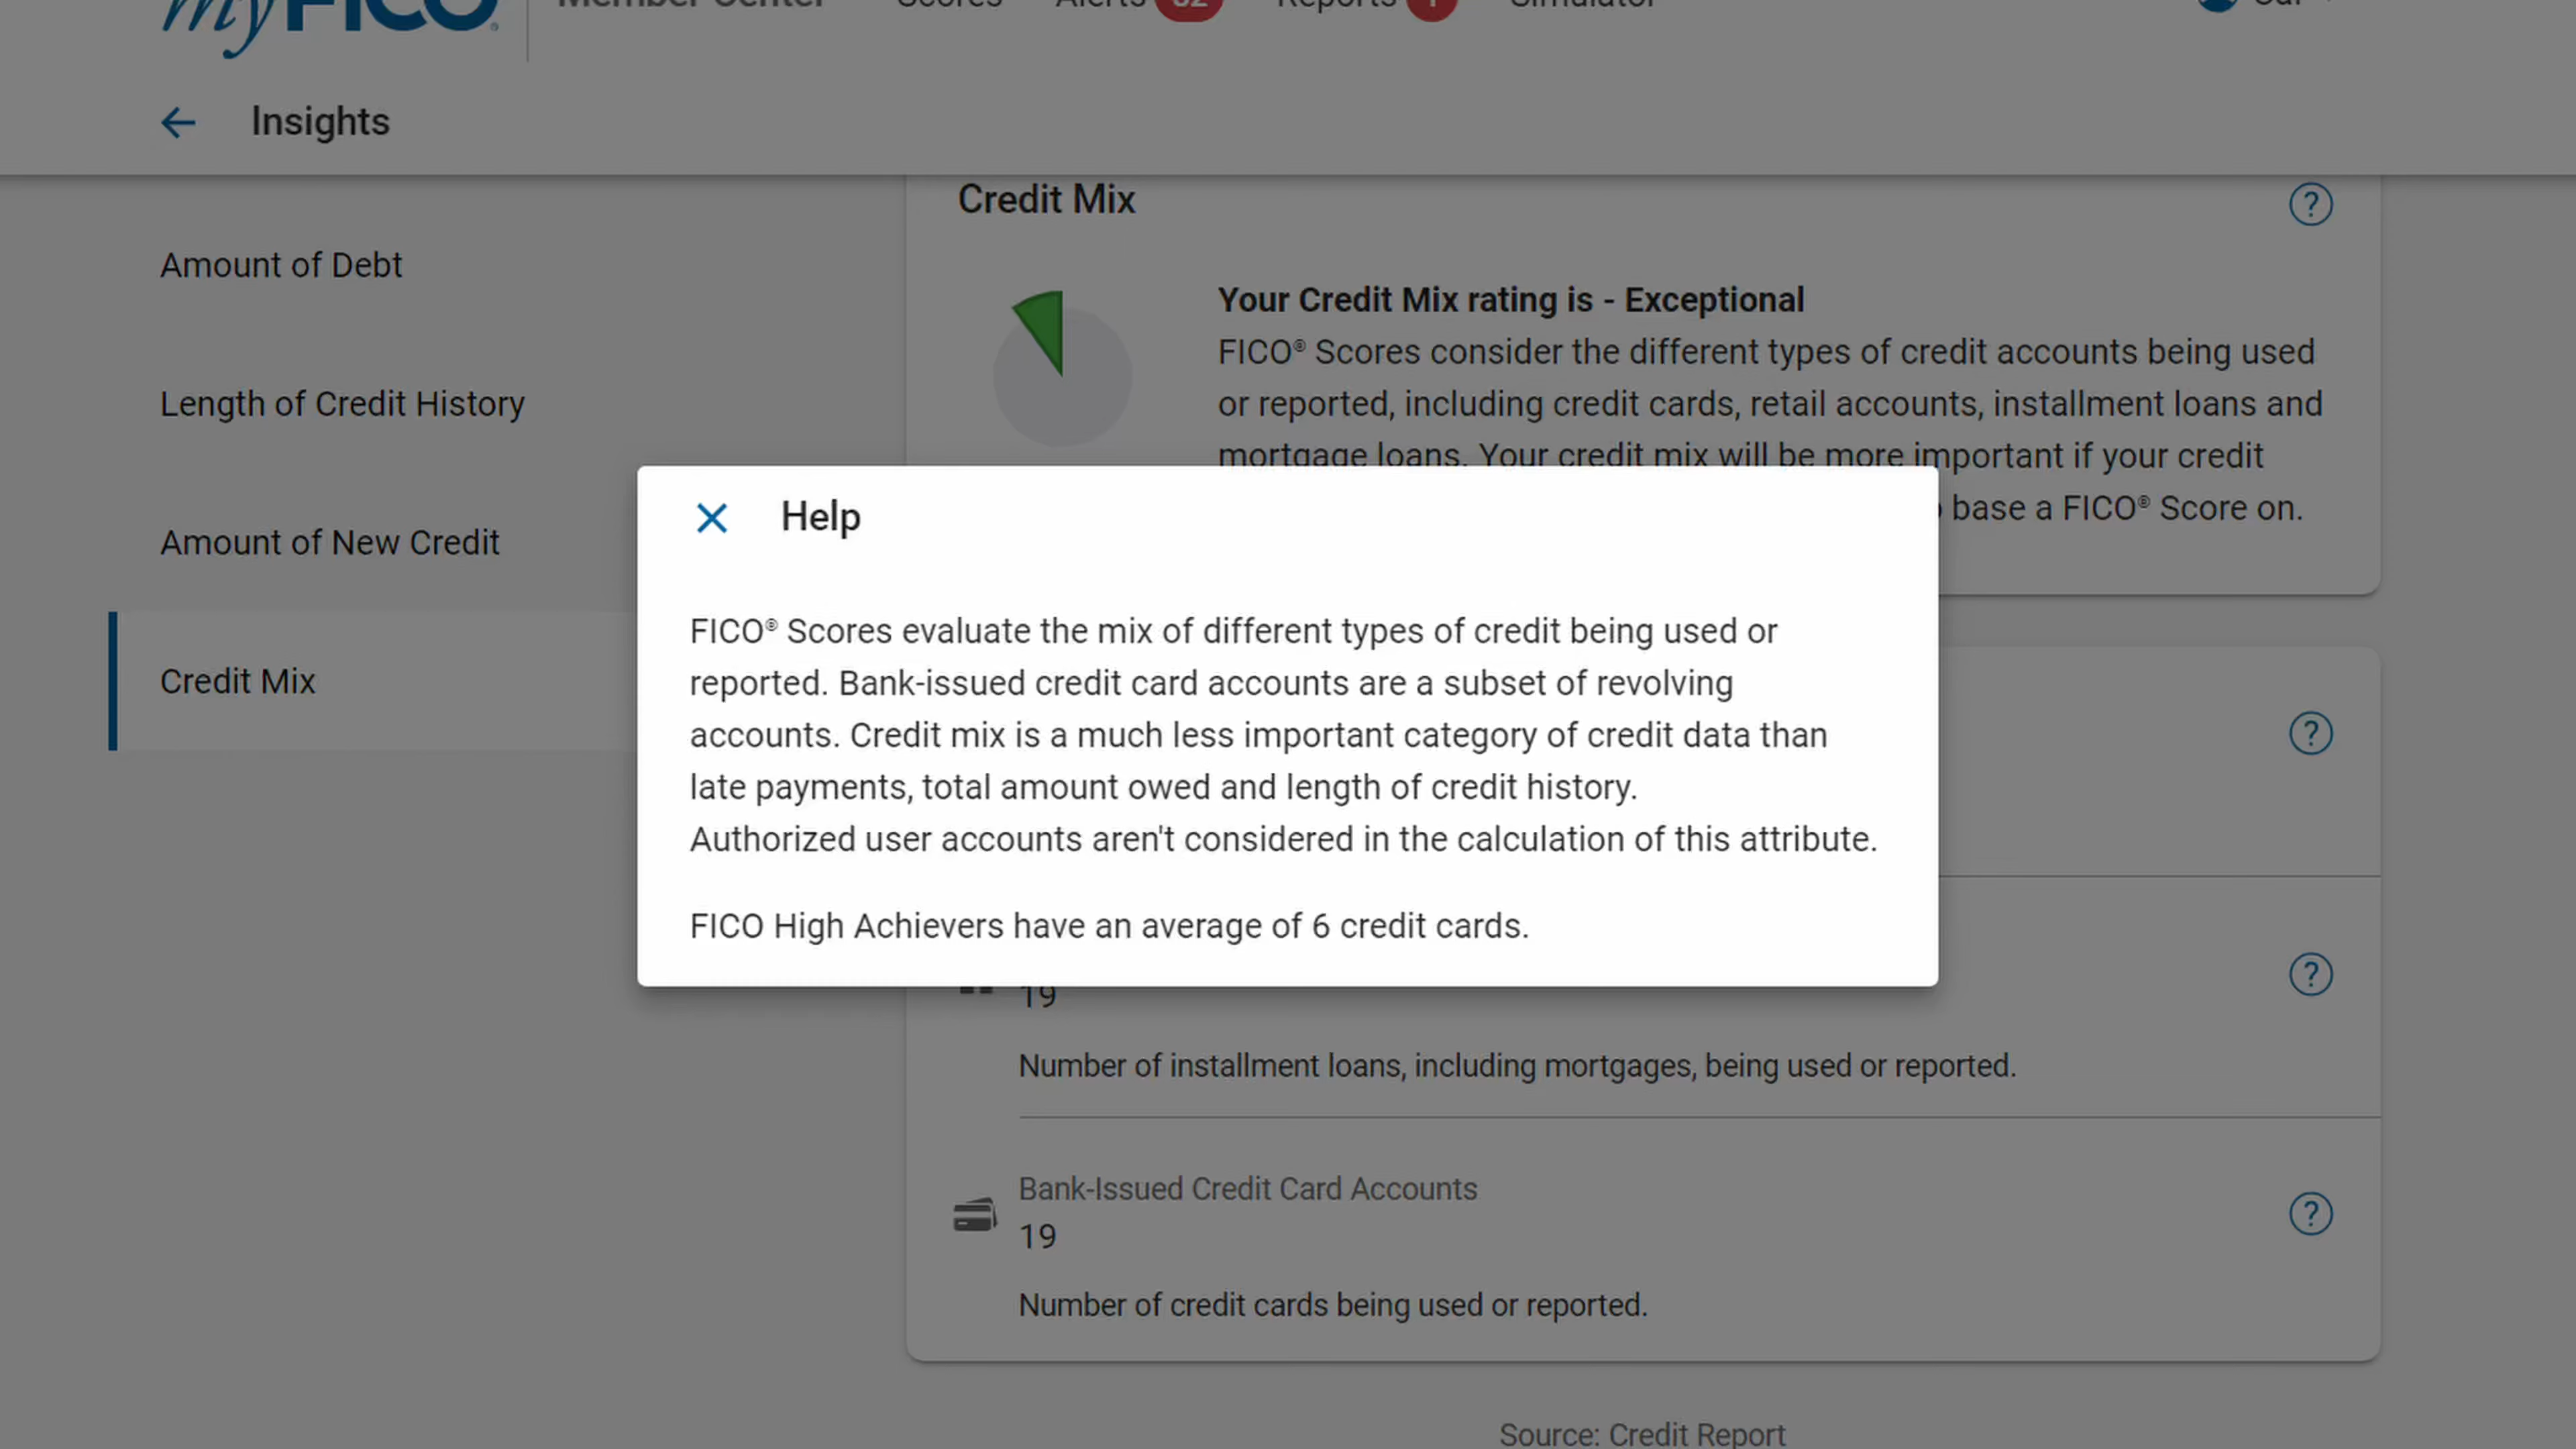 myFICO®
Member Center
Scores
Alerts
Reports
Simulator
Insights
Amount of Debt
Length of Credit History
Amount of New Credit
Credit Mix
Credit Mix
Your Credit Mix rating is - Exceptional
FICO® Scores consider the different types of credit accounts being used
or reported, including credit cards, retail accounts, installment loans and
mortgage loans. Your credit mix will be more important if your credit
base a FICO® Score on.
Help
FICO® Scores evaluate the mix of different types of credit being used or
reported. Bank-issued credit card accounts are a subset of revolving
accounts. Credit mix is a much less important category of credit data than
late payments, total amount owed and length of credit history.
Authorized user accounts aren't considered in the calculation of this attribute.
FICO High Achievers have an average of 6 credit cards.
19
Number of installment loans, including mortgages, being used or reported.
Bank-Issued Credit Card Accounts
19
Number of credit cards being used or reported.
Source: Credit Report